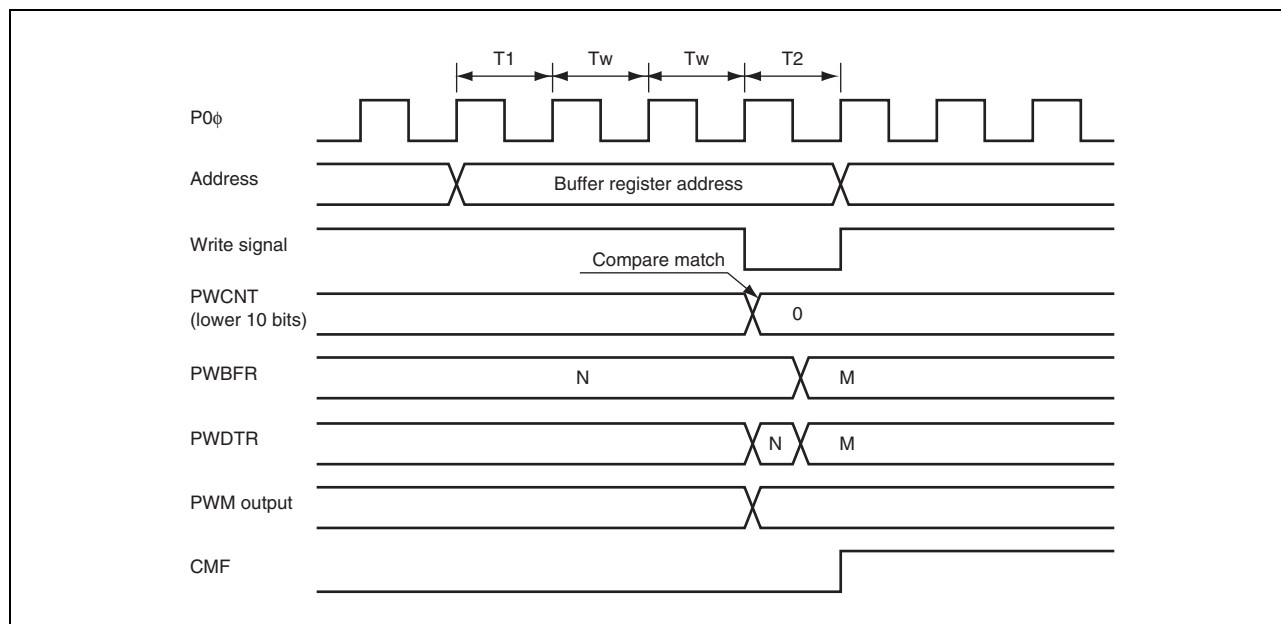 T1 Tw Tw T2
P0ϕ
Address Buffer register address
Write signal
Compare match
PWCNT
(lower 10 bits) 0
PWBFR N M
PWDTR N M
PWM output
CMF